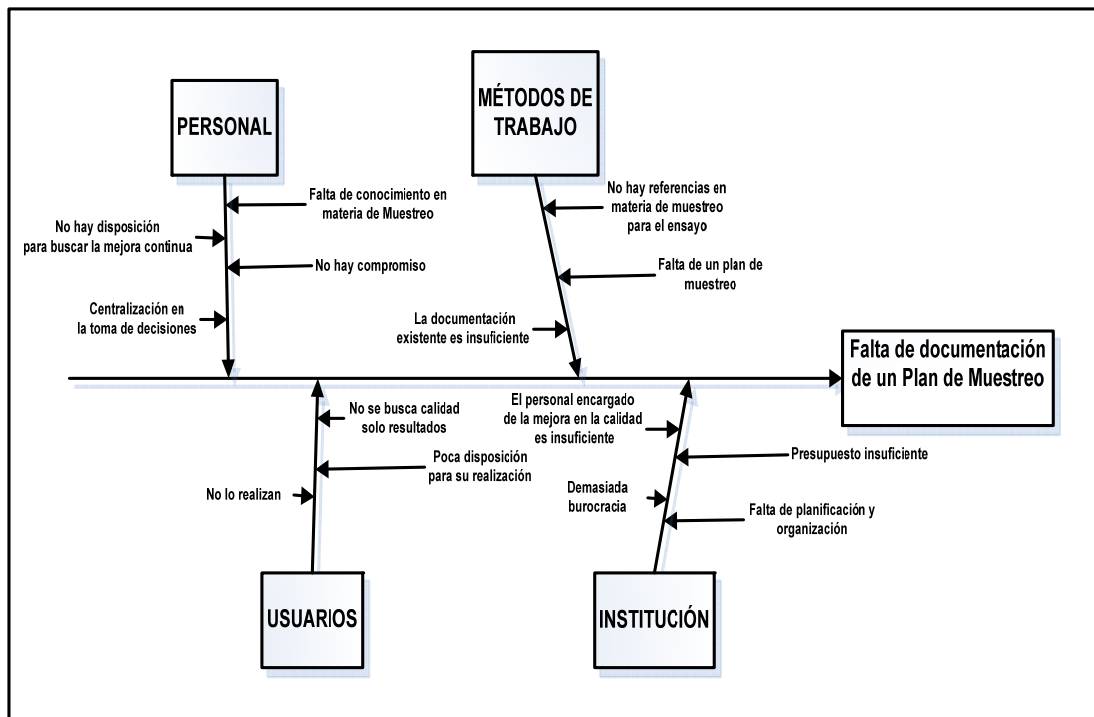 PERSONAL
MÉTODOS DE
TRABAJO
Falta de conocimiento en
materia de Muestreo
No hay disposición
para buscar la mejora continua
No hay compromiso
Centralización en
la toma de decisiones
No hay referencias en
materia de muestreo
para el ensayo
Falta de un plan de
muestreo
La documentación
existente es insuficiente
Falta de documentación
de un Plan de Muestreo
No se busca calidad
solo resultados
Poca disposición
para su realización
No lo realizan
El personal encargado
de la mejora en la calidad
es insuficiente
Presupuesto insuficiente
Demasiada
burocracia
Falta de planificación y
organización
USUARIOS
INSTITUCIÓN